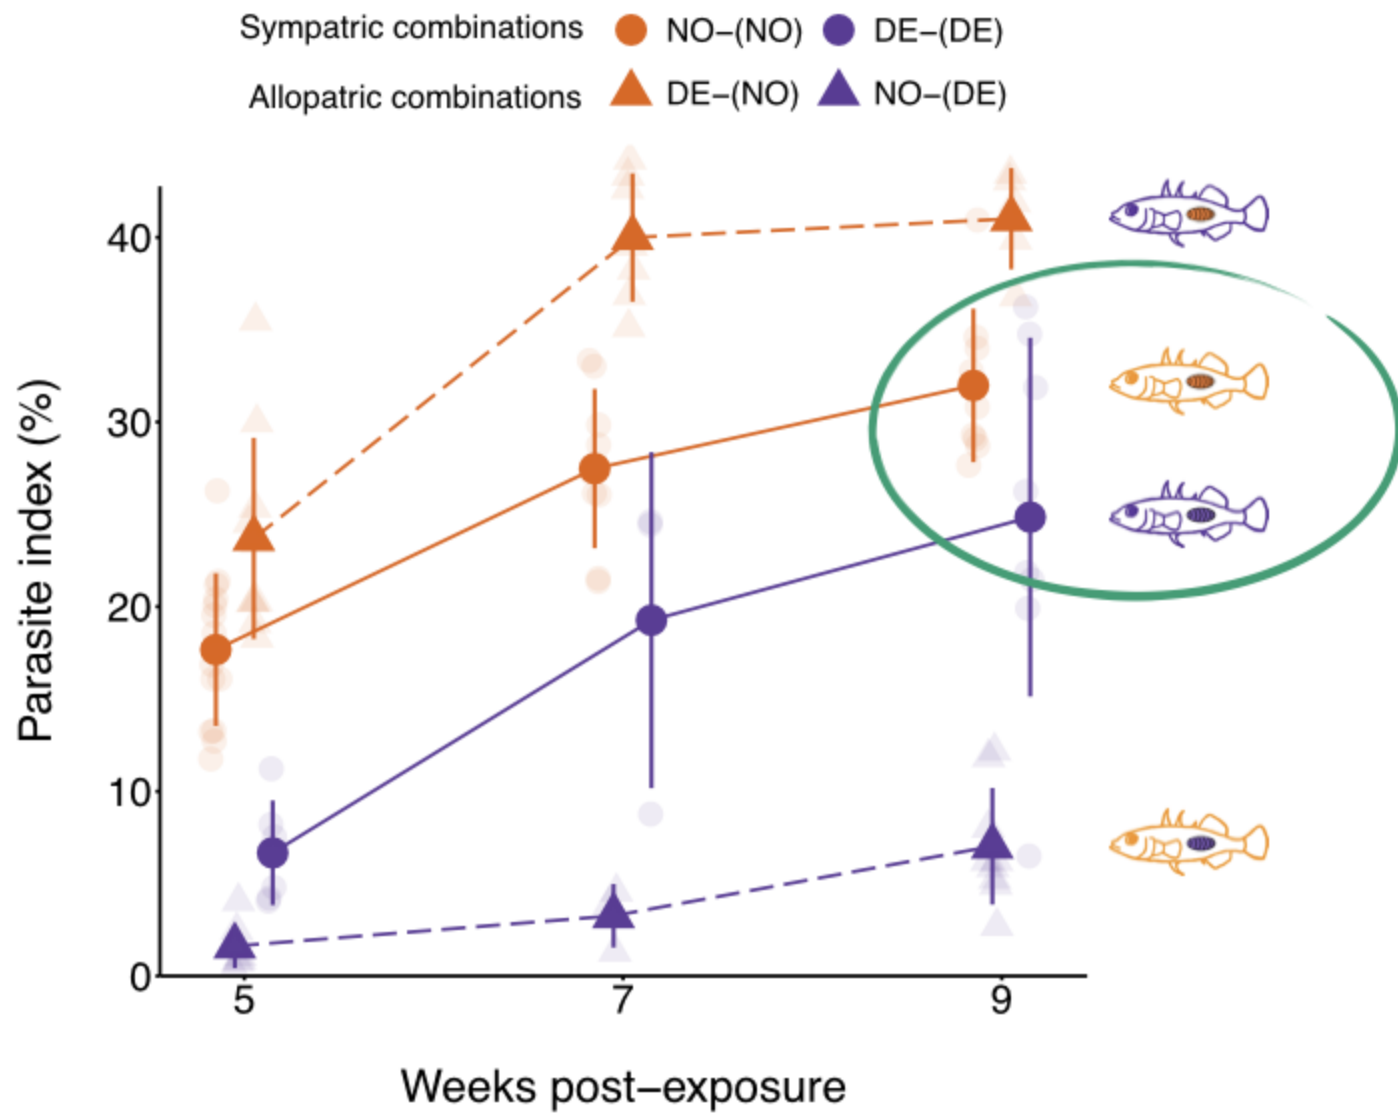 Sympatric combinations NO–(NO) DE–(DE)
Allopatric combinations DE–(NO) NO–(DE)
Parasite index (%)
40
30
20
10
0
5 7 9
Weeks post–exposure